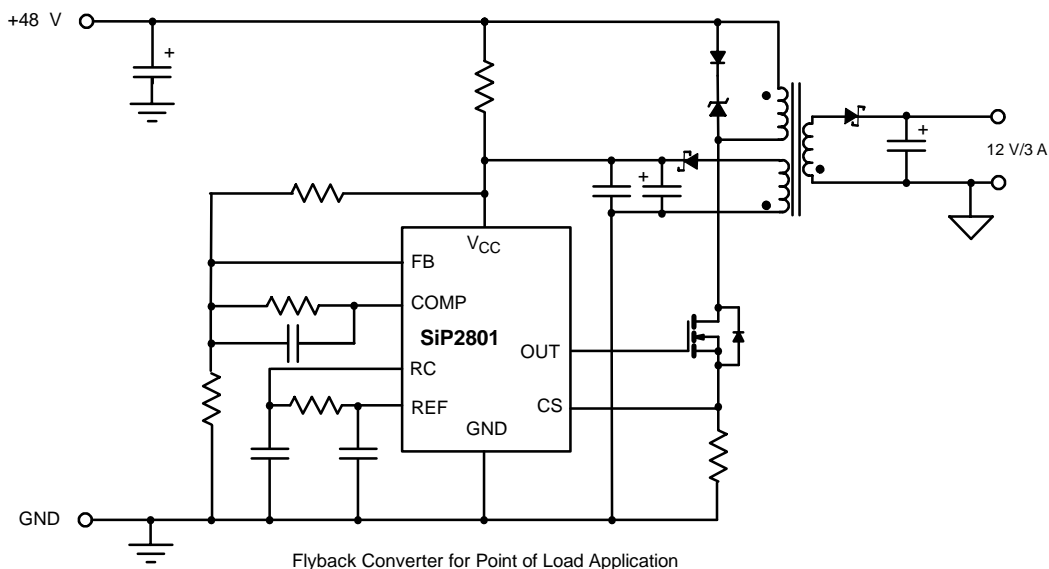 +48 V
+
+
+
12 V/3 A
VCC
FB
COMP
SiP2801
OUT
RC
CS
REF
GND
GND
Flyback Converter for Point of Load Application